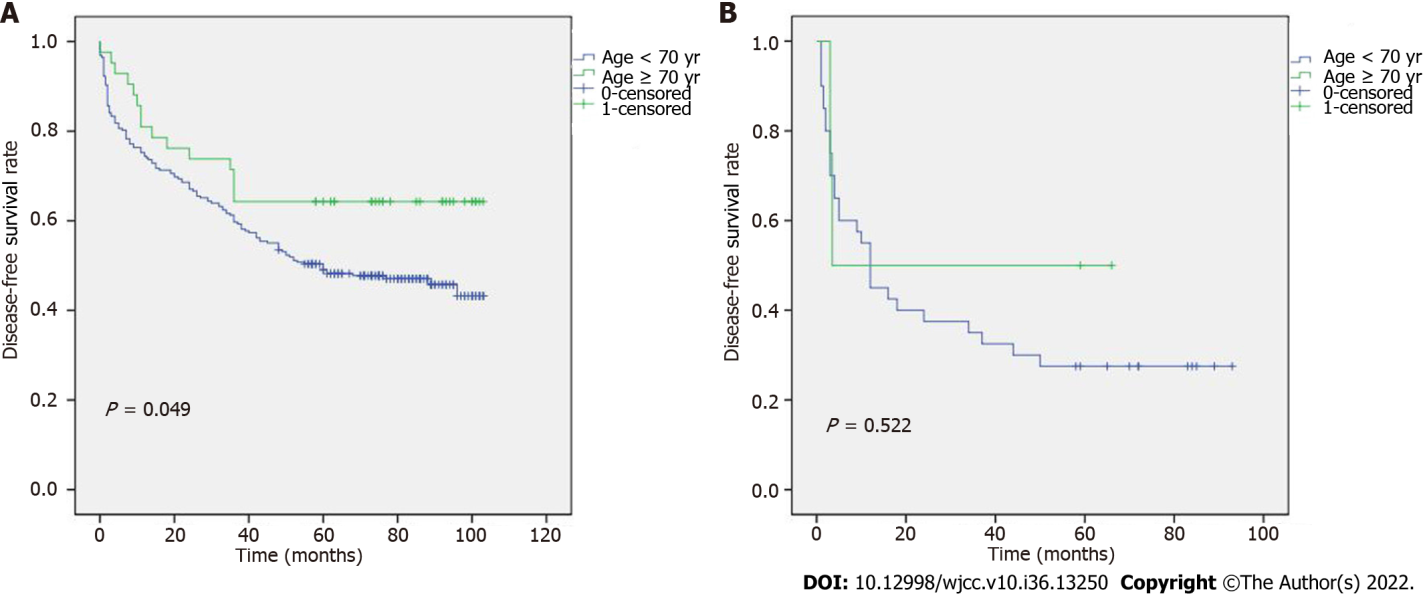 A
1.0
0.8
0.6
0.4
0.2
0.0
Disease-free survival rate
P = 0.049
0 20 40 60 80 100 120
Time (months)
Age < 70 yr
Age ≥ 70 yr
0-censored
1-censored
B
1.0
0.8
0.6
0.4
0.2
0.0
Disease-free survival rate
P = 0.522
0 20 40 60 80 100
Time (months)
Age < 70 yr
Age ≥ 70 yr
0-censored
1-censored
DOI: 10.12998/wjcc.v10.i36.13250 Copyright ©The Author(s) 2022.